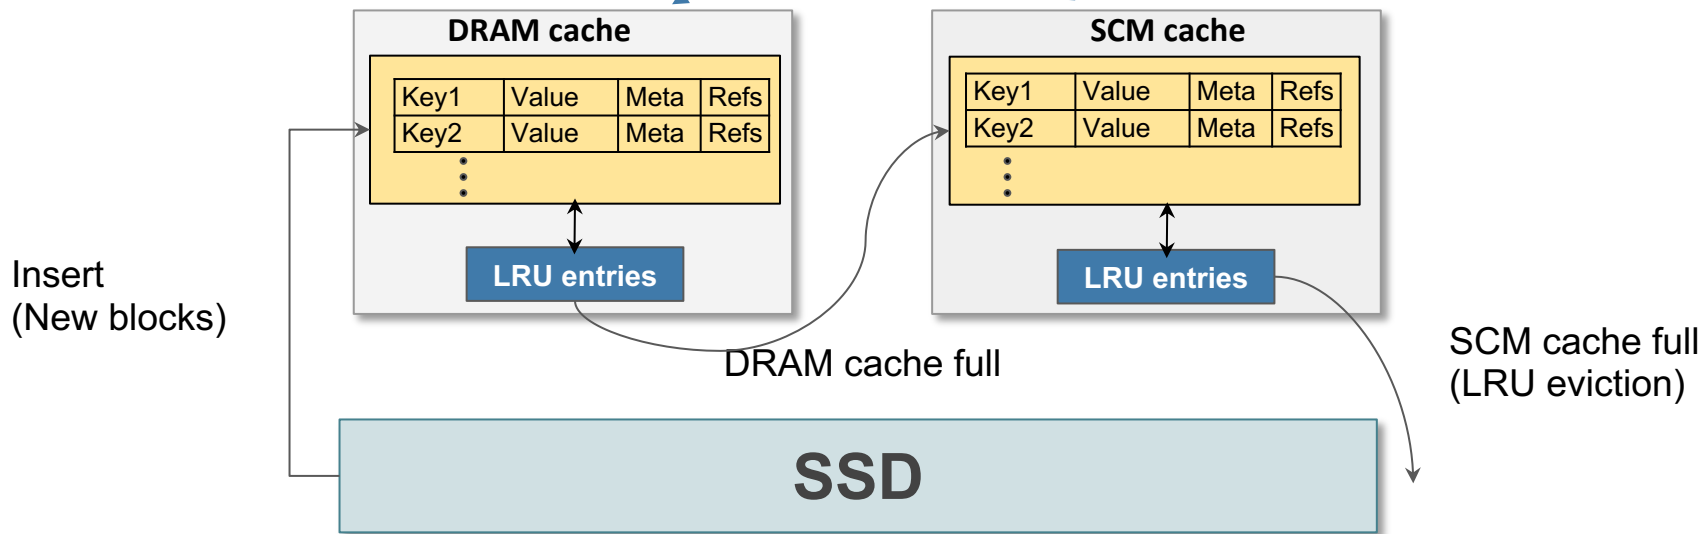 DRAM cache
Key1 Value Meta Refs
Key2 Value Meta Refs
LRU entries
SCM cache
Key1 Value Meta Refs
Key2 Value Meta Refs
LRU entries
Insert
(New blocks)
DRAM cache full
SCM cache full
(LRU eviction)
SSD